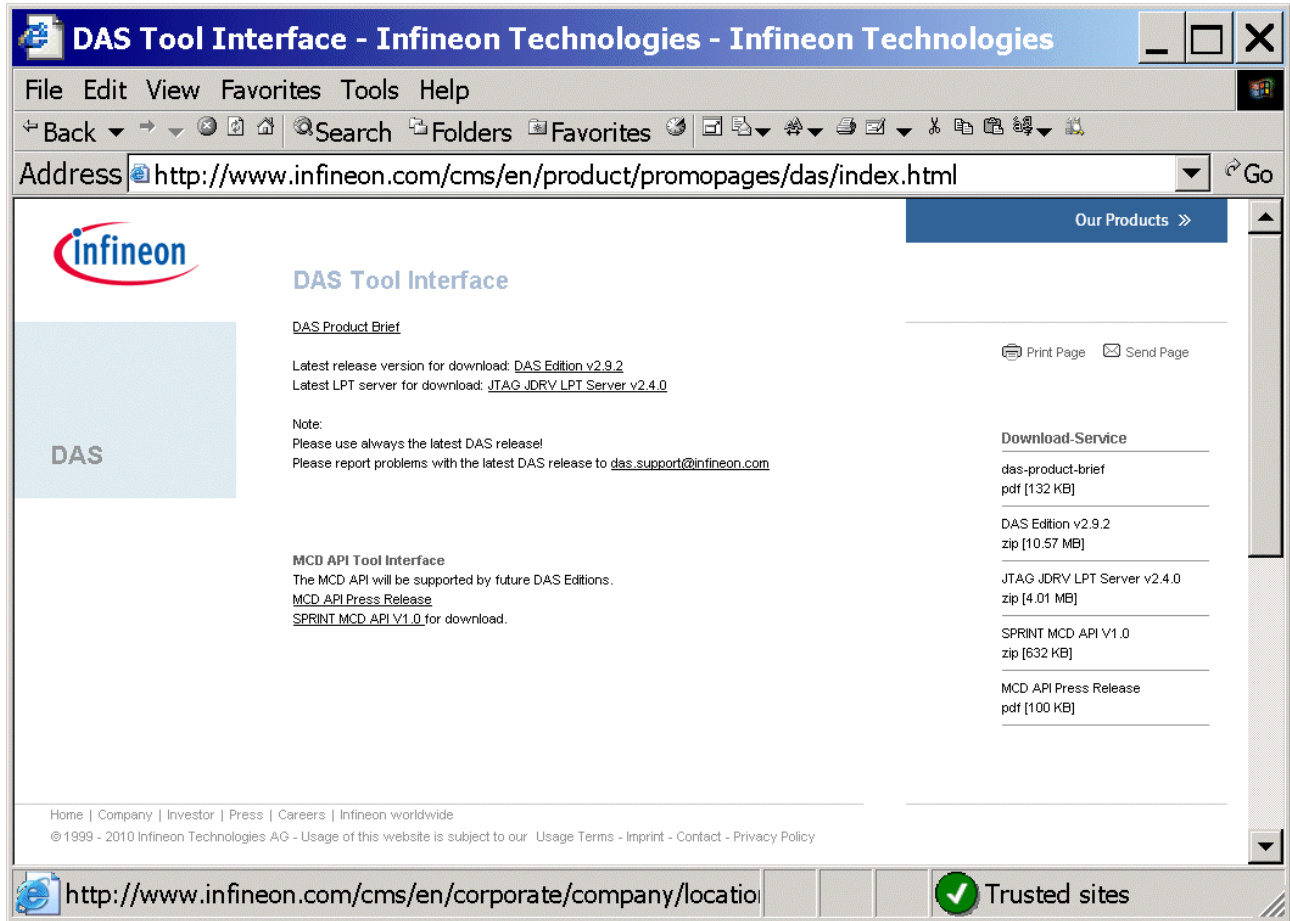 DAS Tool Interface - Infineon Technologies - Infineon Technologies
File Edit View Favorites Tools Help
Back Search Folders Favorites
Address http://www.infineon.com/cms/en/product/promopages/das/index.html Go
infineon
Our Products »
DAS Tool Interface
DAS
DAS Product Brief
Latest release version for download: DAS Edition v2.9.2
Latest LPT server for download: JTAG JDRV LPT Server v2.4.0
Note:
Please use always the latest DAS release!
Please report problems with the latest DAS release to das.support@infineon.com
MCD API Tool Interface
The MCD API will be supported by future DAS Editions.
MCD API Press Release
SPRINT MCD API V1.0 for download.
Print Page Send Page
Download-Service
das-product-brief
pdf [132 KB]
DAS Edition v2.9.2
zip [10.57 MB]
JTAG JDRV LPT Server v2.4.0
zip [4.01 MB]
SPRINT MCD API V1.0
zip [632 KB]
MCD API Press Release
pdf [100 KB]
Home | Company | Investor | Press | Careers | Infineon worldwide
© 1999 - 2010 Infineon Technologies AG - Usage of this website is subject to our Usage Terms - Imprint - Contact - Privacy Policy
http://www.infineon.com/cms/en/corporate/company/locatio Trusted sites